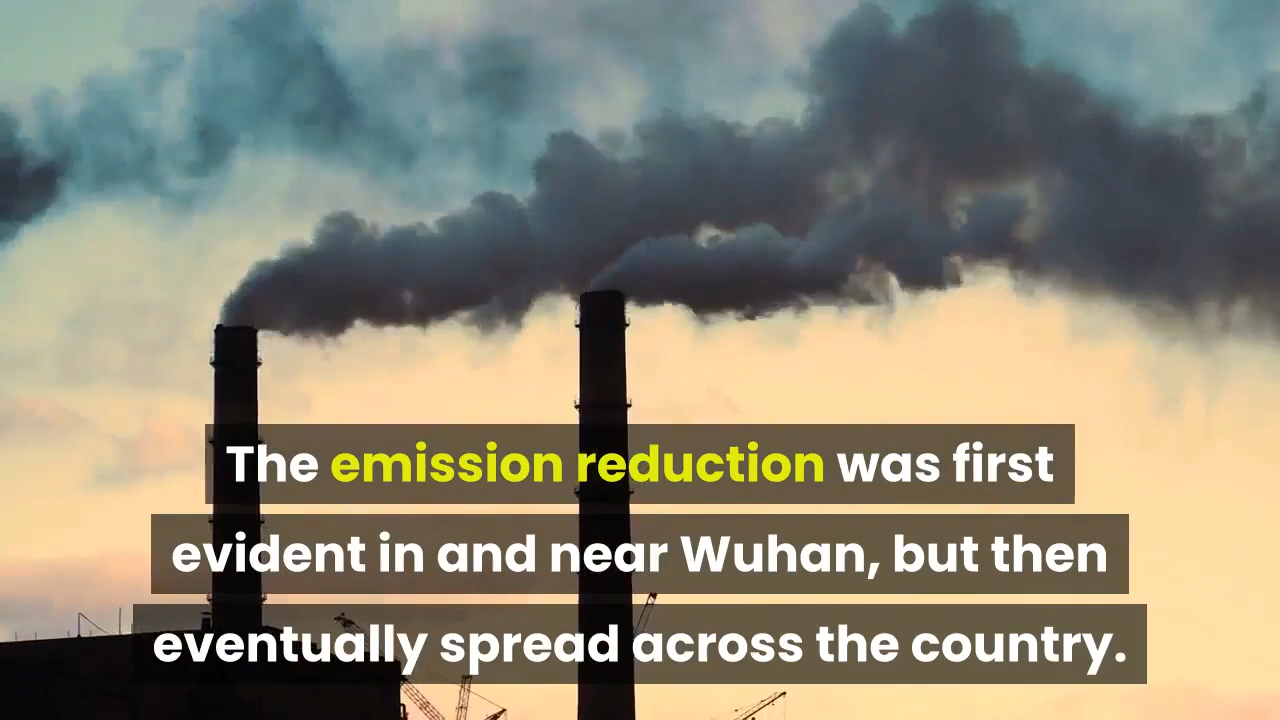 The emission reduction was first
evident in and near Wuhan, but then
eventually spread across the country.